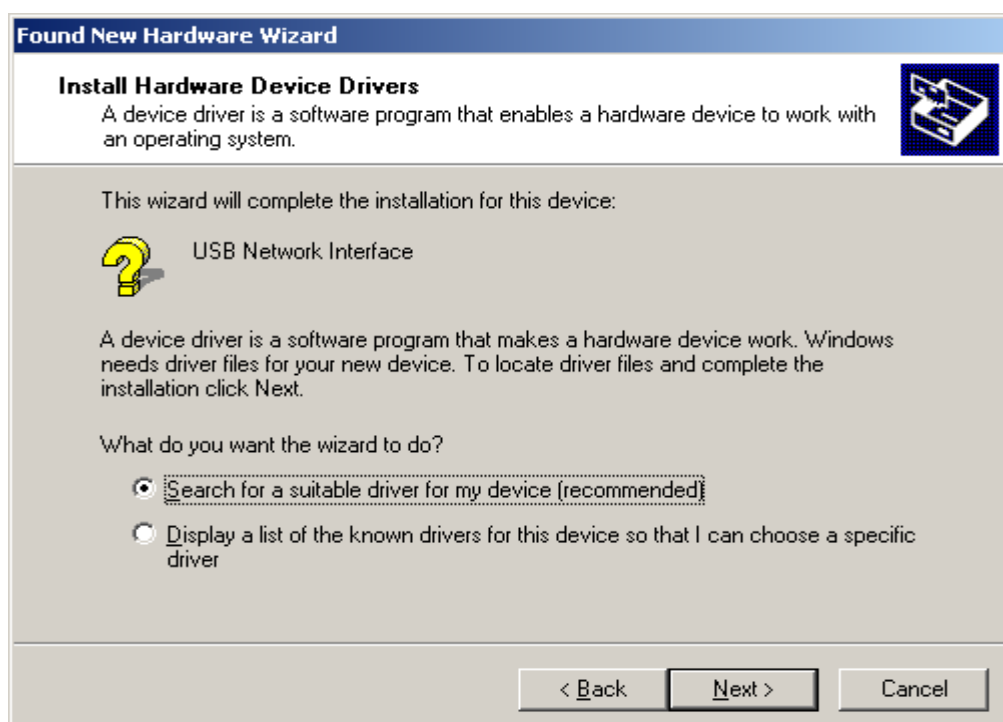 Found New Hardware Wizard
Install Hardware Device Drivers
A device driver is a software program that enables a hardware device to work with
an operating system.
This wizard will complete the installation for this device:
USB Network Interface
A device driver is a software program that makes a hardware device work. Windows
needs driver files for your new device. To locate driver files and complete the
installation click Next.
What do you want the wizard to do?
Search for a suitable driver for my device (recommended)
Display a list of the known drivers for this device so that I can choose a specific
driver
< Back
Next >
Cancel